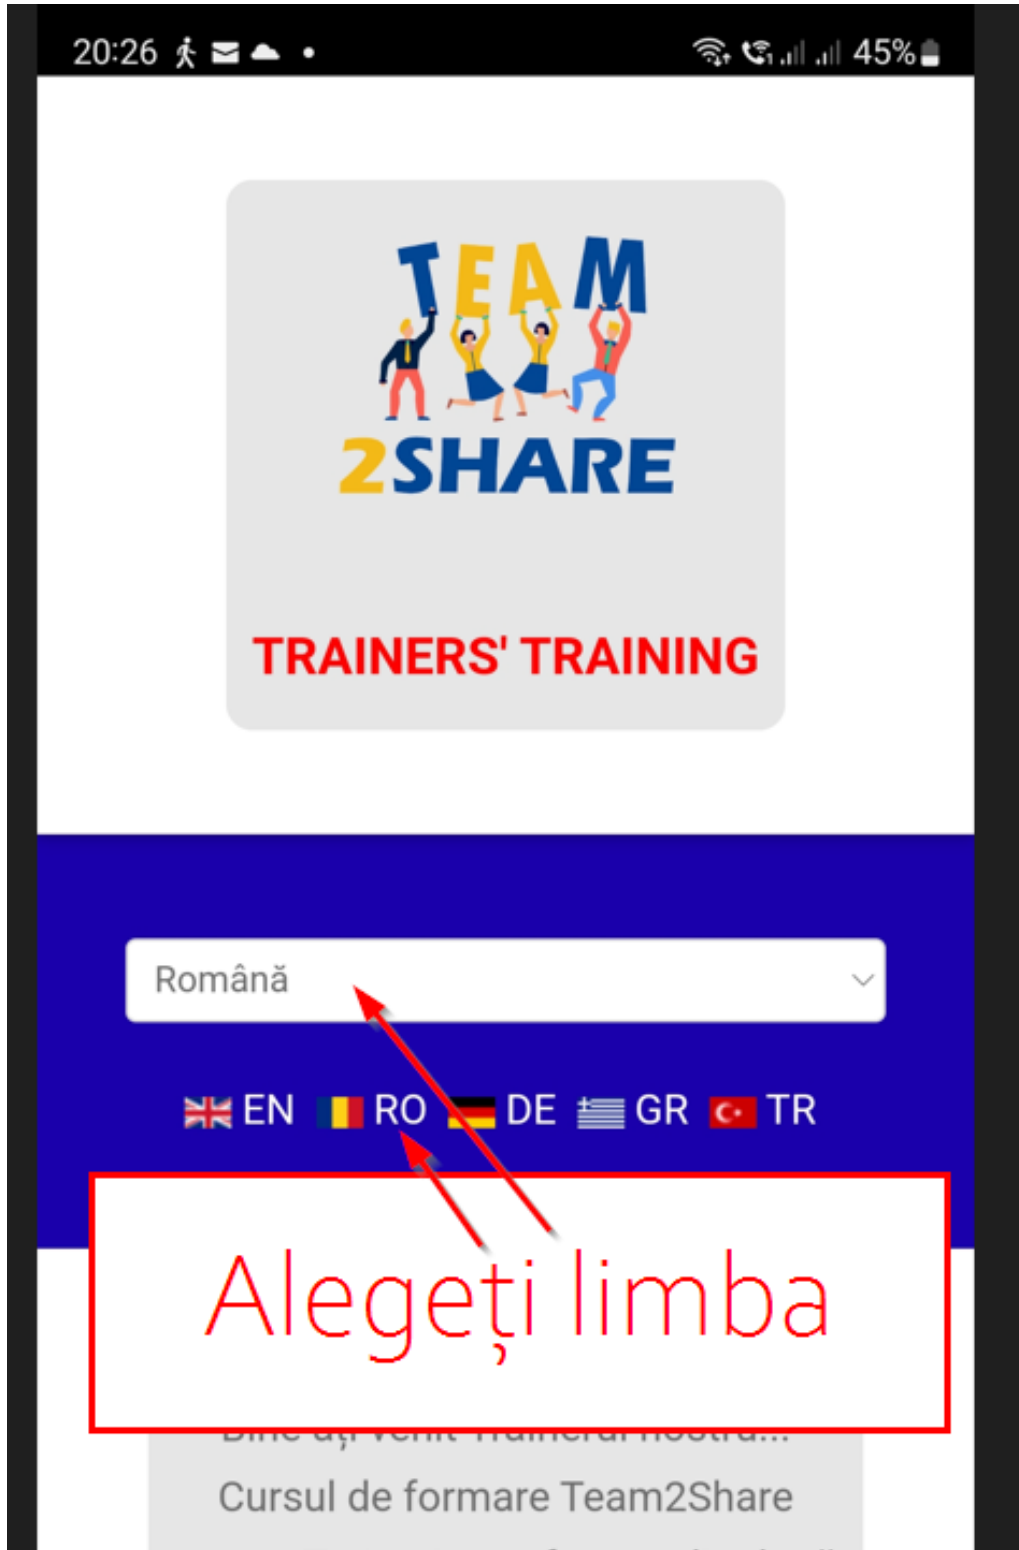 20:26 45%
TEAM
2SHARE
TRAINERS' TRAINING
Română
EN RO DE GR TR
Alegeți limba
Cursul de formare Team2Share